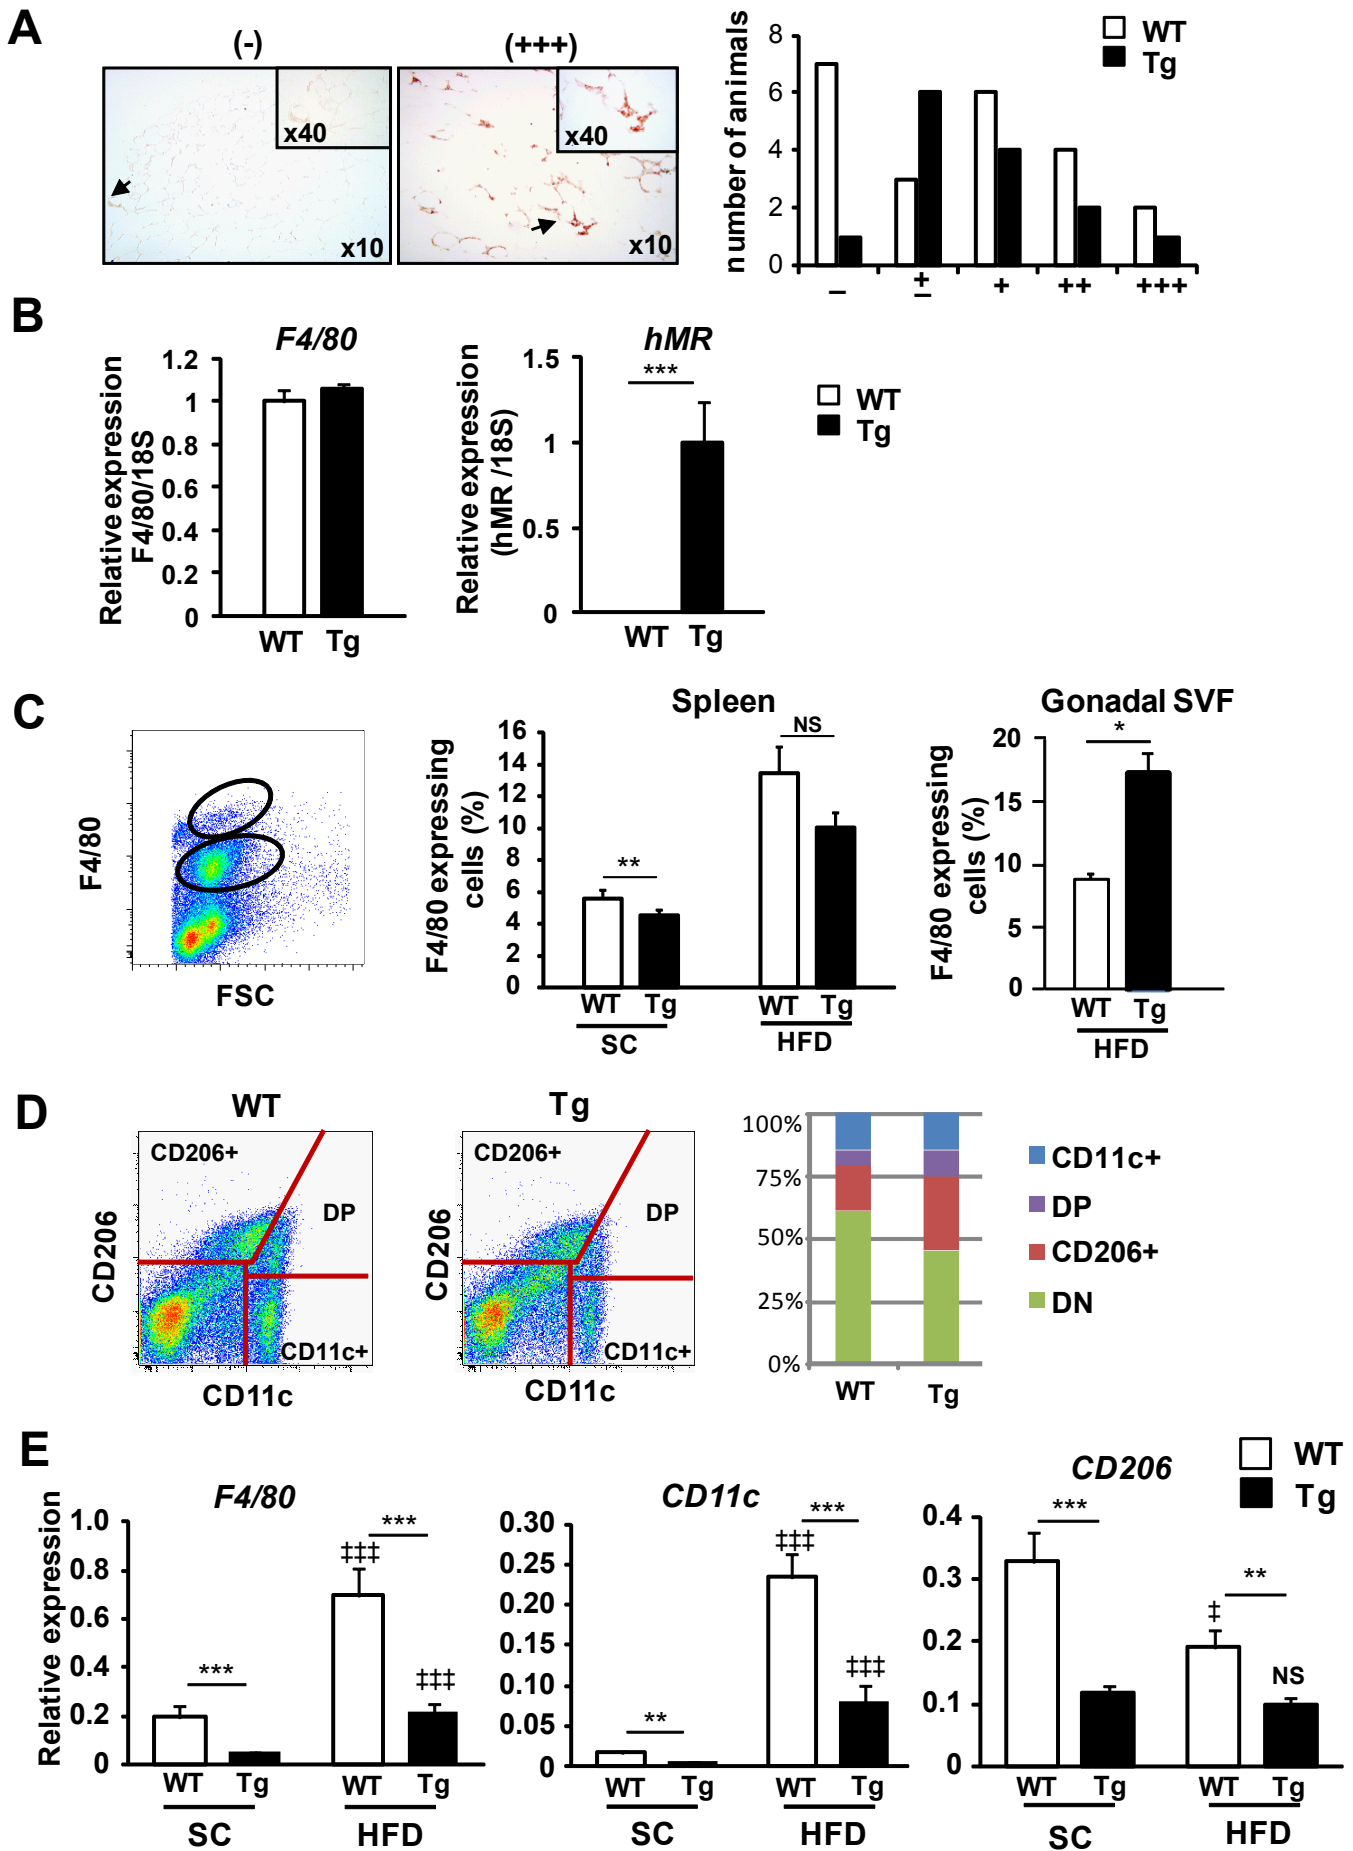 A
(-)
(+++)
x40
x10
x40
x10
number of animals
8
6
4
2
0
WT
Tg
–
+
–
+
++
+++
B
F4/80
Relative expression
F4/80/18S
1.2
1
0.8
0.6
0.4
0.2
0
WT Tg
hMR
Relative expression
(hMR /18S)
1.5
1
0.5
0
***
WT Tg
WT
Tg
C
F4/80
FSC
Spleen
F4/80 expressing
cells (%)
16
14
12
10
8
6
4
2
0
**
NS
WT Tg WT Tg
SC HFD
Gonadal SVF
F4/80 expressing
cells (%)
20
15
10
5
0
*
WT Tg
HFD
D
WT
CD206+
DP
CD11c+
CD206
CD11c
Tg
CD206+
DP
CD11c+
CD206
CD11c
100%
75%
50%
25%
0%
WT Tg
CD11c+
DP
CD206+
DN
E
WT
Tg
F4/80
Relative expression
1.0
0.8
0.6
0.4
0.2
0
***
‡‡‡
***
‡‡‡
WT Tg WT Tg
SC HFD
CD11c
0.30
0.25
0.20
0.15
0.10
0.05
0
**
‡‡‡
***
‡‡‡
WT Tg WT Tg
SC HFD
CD206
0.4
0.3
0.2
0.1
0
***
‡
**
NS
WT Tg WT Tg
SC HFD